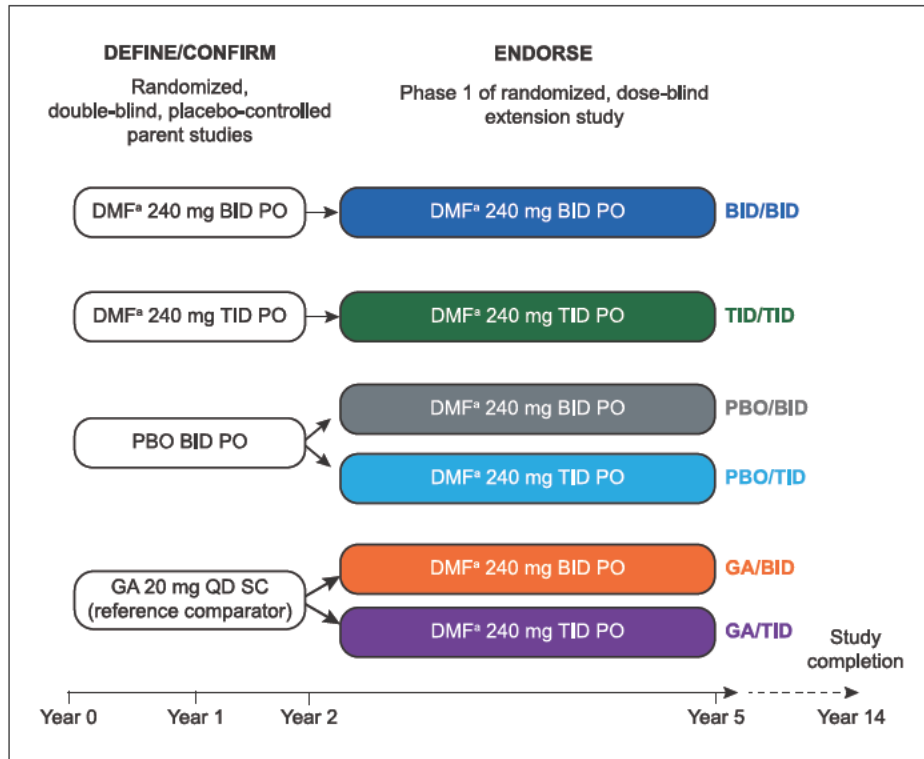 DEFINE/CONFIRM
Randomized,
double-blind, placebo-controlled
parent studies
ENDORSE
Phase 1 of randomized, dose-blind
extension study
DMFᵃ 240 mg BID PO
DMFᵃ 240 mg BID PO
BID/BID
DMFᵃ 240 mg TID PO
DMFᵃ 240 mg TID PO
TID/TID
PBO BID PO
DMFᵃ 240 mg BID PO
PBO/BID
DMFᵃ 240 mg TID PO
PBO/TID
GA 20 mg QD SC
(reference comparator)
DMFᵃ 240 mg BID PO
GA/BID
DMFᵃ 240 mg TID PO
GA/TID
Study
completion
Year 0
Year 1
Year 2
Year 5
Year 14